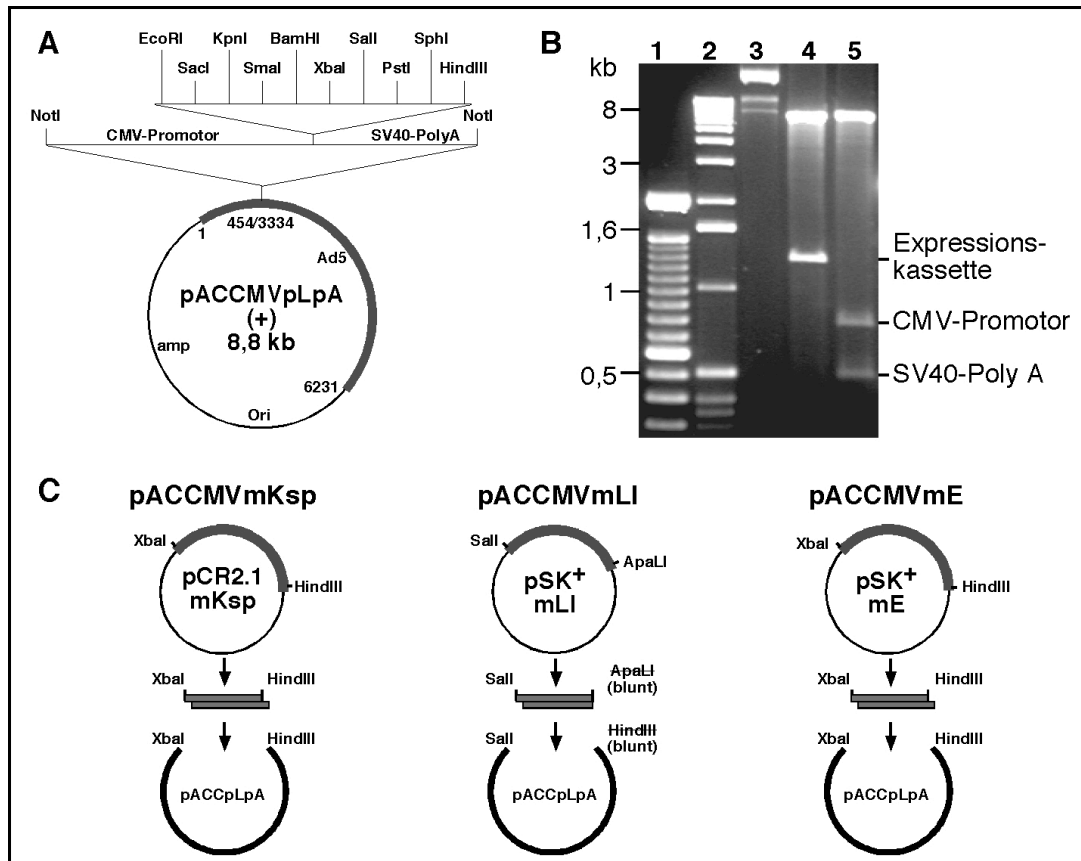 A
EcoRI KpnI BamHI SalI SphI
SacI SmaI XbaI PstI HindIII
NotI NotI
CMV-Promotor SV40-PolyA
1
454/3334
Ad5
pACCMVpLpA
(+)
8,8 kb
amp
6231
Ori
B
1 2 3 4 5
kb
8
3
1,6
1
0,5
Expressions-
kassette
CMV-Promotor
SV40-Poly A
C
pACCMVmKsp
XbaI
pCR2.1
mKsp
HindIII
XbaI HindIII
XbaI HindIII
pACCpLpA
pACCMVmLI
SalI
ApaLI
pSK+
mLI
SalI ApaLI
(blunt)
SalI HindIII
(blunt)
pACCpLpA
pACCMVmE
XbaI
pSK+
mE
HindIII
XbaI HindIII
XbaI HindIII
pACCpLpA